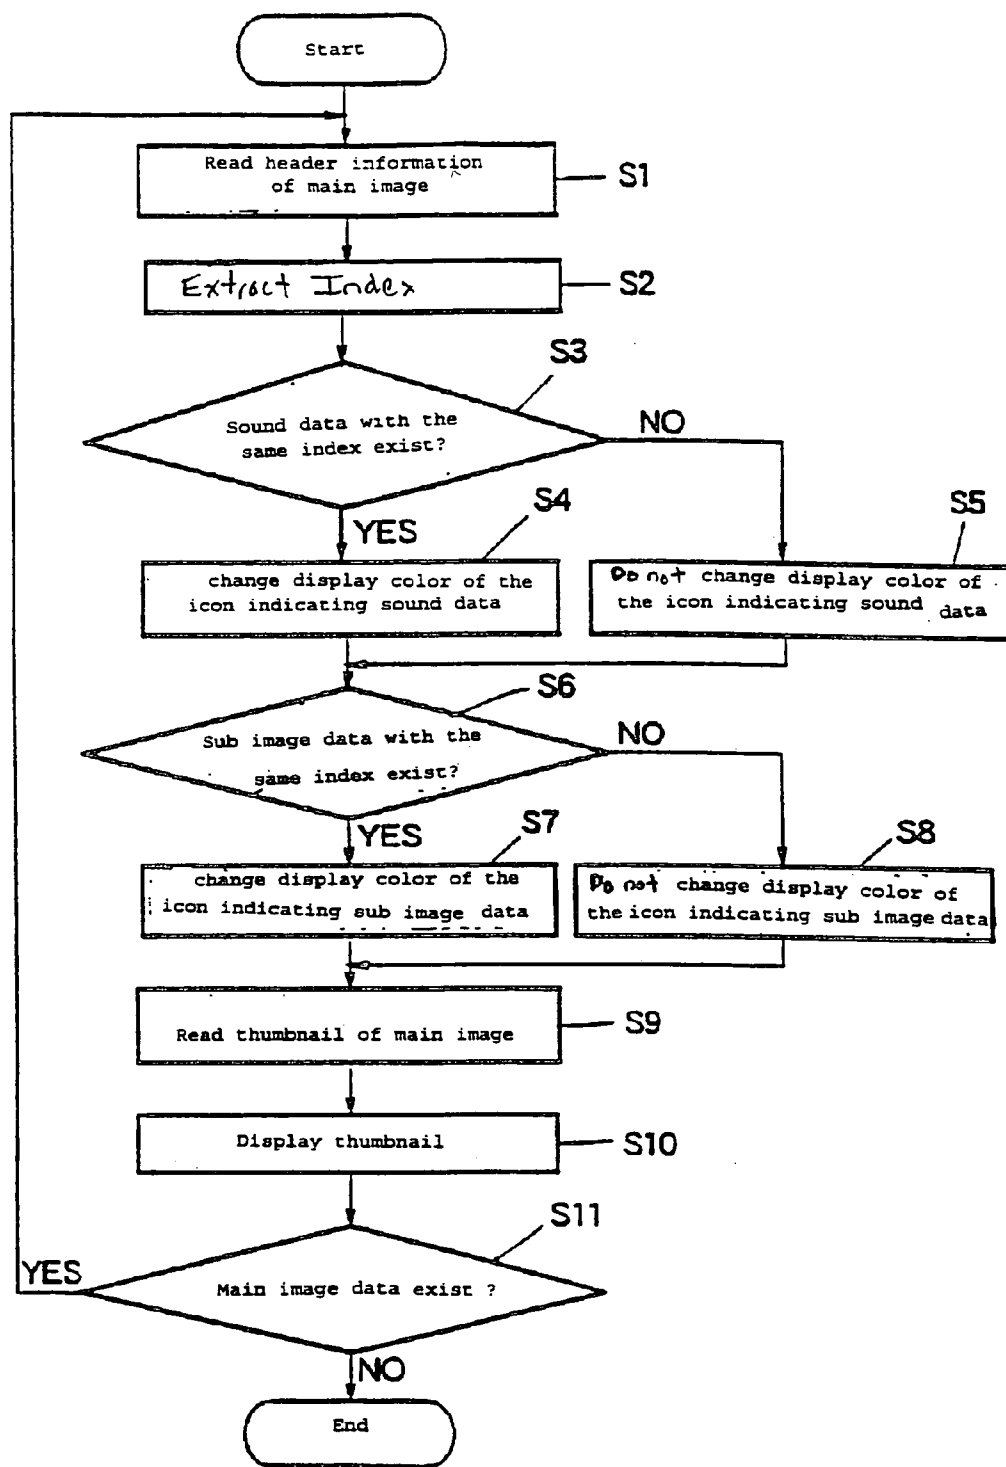 Start
Read header information
of main image
S1
Extract Index
S2
S3
Sound data with the
same index exist?
NO
S4
YES
S5
change display color of the
icon indicating sound data
Do not change display color of
the icon indicating sound data
S6
Sub image data with the
same index exist?
NO
S7
YES
S8
change display color of the
icon indicating sub image data
Do not change display color of
the icon indicating sub image data
Read thumbnail of main image
S9
Display thumbnail
S10
S11
YES
Main image data exist ?
NO
End